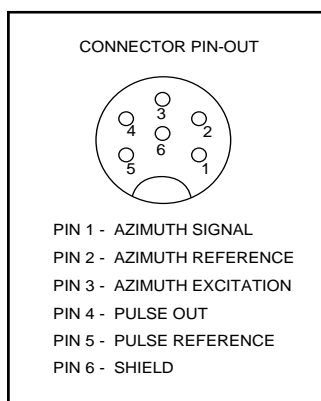 CONNECTOR PIN-OUT
3
4 2
6
5 1
PIN 1 - AZIMUTH SIGNAL
PIN 2 - AZIMUTH REFERENCE
PIN 3 - AZIMUTH EXCITATION
PIN 4 - PULSE OUT
PIN 5 - PULSE REFERENCE
PIN 6 - SHIELD